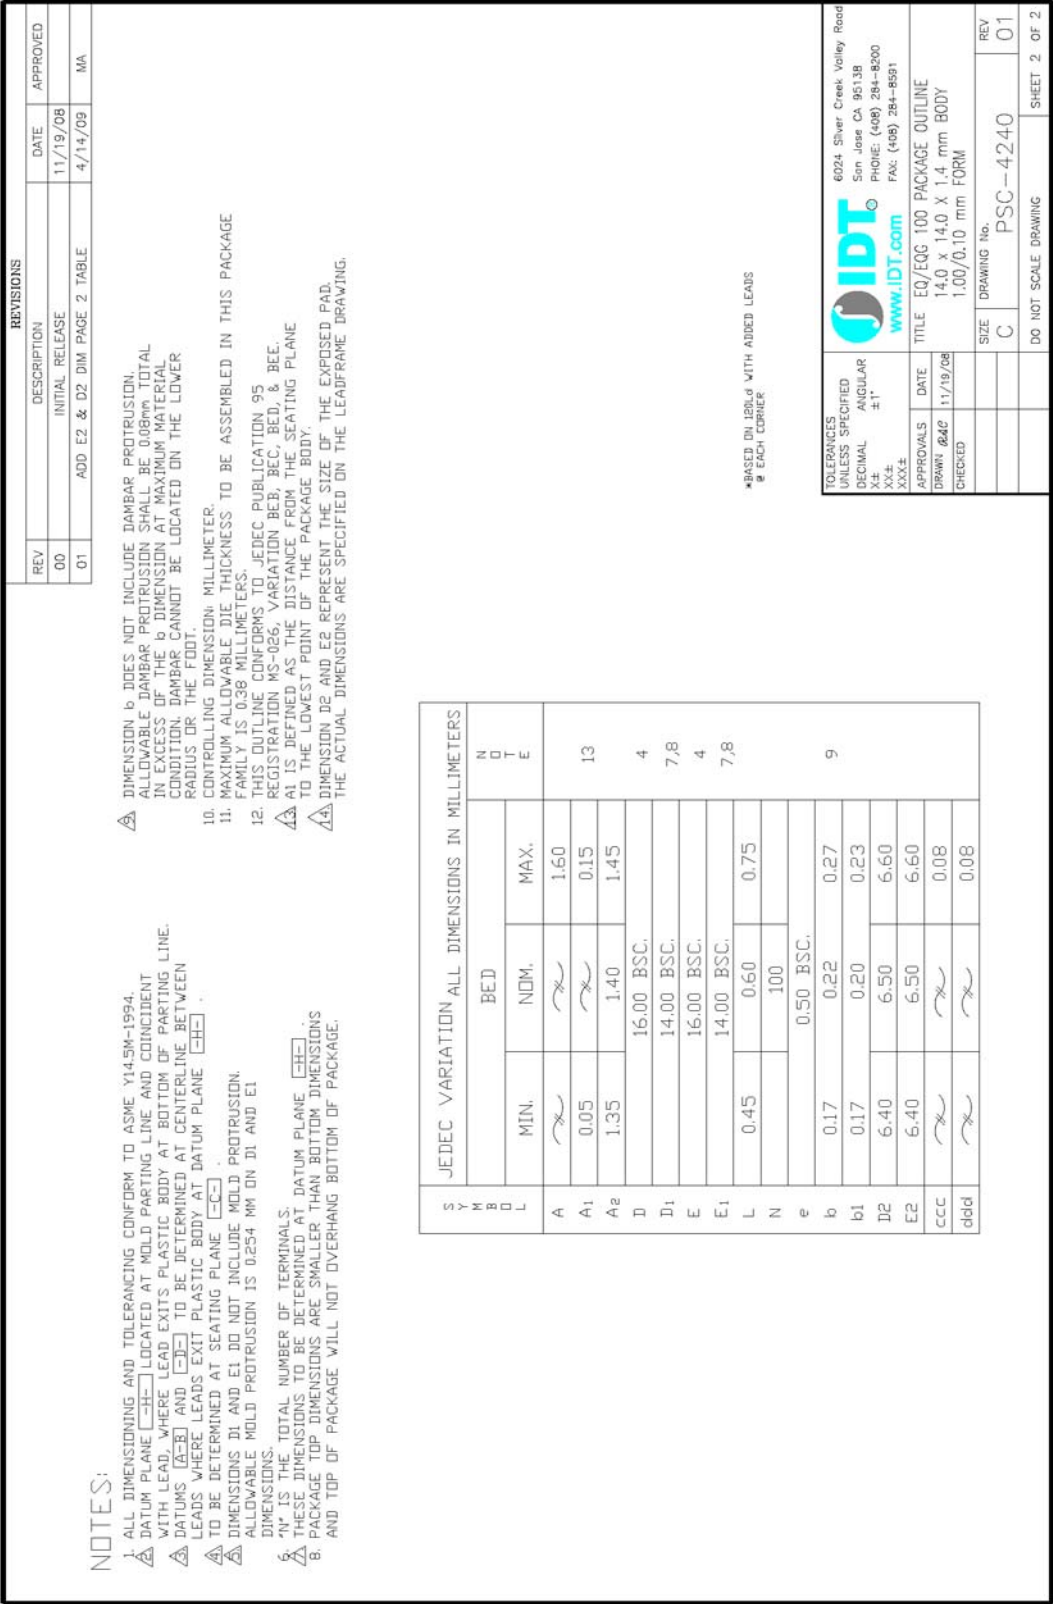 REVISIONS
REV DESCRIPTION DATE APPROVED
00 INITIAL RELEASE 11/19/08
01 ADD E2 & D2 DIM PAGE 2 TABLE 4/14/09 MA
NOTES:
1. ALL DIMENSIONING AND TOLERANCING CONFORM TO ASME Y14.5M-1994.
2 DATUM PLANE -H- LOCATED AT MOLD PARTING LINE AND COINCIDENT
WITH LEAD, WHERE LEAD EXITS PLASTIC BODY AT BOTTOM OF PARTING LINE.
3 DATUMS A-B AND -D- TO BE DETERMINED AT CENTERLINE BETWEEN
LEADS WHERE LEADS EXIT PLASTIC BODY AT DATUM PLANE -H- .
4 TO BE DETERMINED AT SEATING PLANE -C- .
5 DIMENSIONS D1 AND E1 DO NOT INCLUDE MOLD PROTRUSION.
ALLOWABLE MOLD PROTRUSION IS 0.254 MM ON D1 AND E1
DIMENSIONS.
6. "N" IS THE TOTAL NUMBER OF TERMINALS.
7 THESE DIMENSIONS TO BE DETERMINED AT DATUM PLANE -H- .
8. PACKAGE TOP DIMENSIONS ARE SMALLER THAN BOTTOM DIMENSIONS
AND TOP OF PACKAGE WILL NOT OVERHANG BOTTOM OF PACKAGE.
9. DIMENSION b DOES NOT INCLUDE DAMBAR PROTRUSION.
ALLOWABLE DAMBAR PROTRUSION SHALL BE 0.08mm TOTAL
IN EXCESS OF THE b DIMENSION AT MAXIMUM MATERIAL
CONDITION. DAMBAR CANNOT BE LOCATED ON THE LOWER
RADIUS OR THE FOOT.
10. CONTROLLING DIMENSION: MILLIMETER.
11. MAXIMUM ALLOWABLE DIE THICKNESS TO BE ASSEMBLED IN THIS PACKAGE
FAMILY IS 0.38 MILLIMETERS.
12. THIS OUTLINE CONFORMS TO JEDEC PUBLICATION 95
REGISTRATION MS-026, VARIATION BEB, BEC, BED, & BEE.
13. A1 IS DEFINED AS THE DISTANCE FROM THE SEATING PLANE
TO THE LOWEST POINT OF THE PACKAGE BODY.
14. DIMENSION D2 AND E2 REPRESENT THE SIZE OF THE EXPOSED PAD.
THE ACTUAL DIMENSIONS ARE SPECIFIED ON THE LEADFRAME DRAWING.
SYMBOL JEDEC VARIATION ALL DIMENSIONS IN MILLIMETERS
BED NOTE
MIN. NOM. MAX.
A 1.60
A1 0.05 0.15 13
A2 1.35 1.40 1.45
D 16.00 BSC. 4
D1 14.00 BSC. 7,8
E 16.00 BSC. 4
E1 14.00 BSC. 7,8
L 0.45 0.60 0.75
N 100
e 0.50 BSC.
b 0.17 0.22 0.27 9
b1 0.17 0.20 0.23
D2 6.40 6.50 6.60
E2 6.40 6.50 6.60
ccc 0.08
ddd 0.08
*BASED ON 120Ld WITH ADDED LEADS
@ EACH CORNER
TOLERANCES
UNLESS SPECIFIED
DECIMAL ANGULAR
X± ±1°
XX±
XXX±
IDT
www.IDT.com
6024 Silver Creek Valley Road
San Jose CA 95138
PHONE: (408) 284-8200
FAX: (408) 284-8591
APPROVALS DATE
DRAWN RAC 11/19/08
CHECKED
TITLE EQ/EQG 100 PACKAGE OUTLINE
14.0 x 14.0 X 1.4 mm BODY
1.00/0.10 mm FORM
SIZE DRAWING No. REV
C PSC-4240 01
DO NOT SCALE DRAWING SHEET 2 OF 2